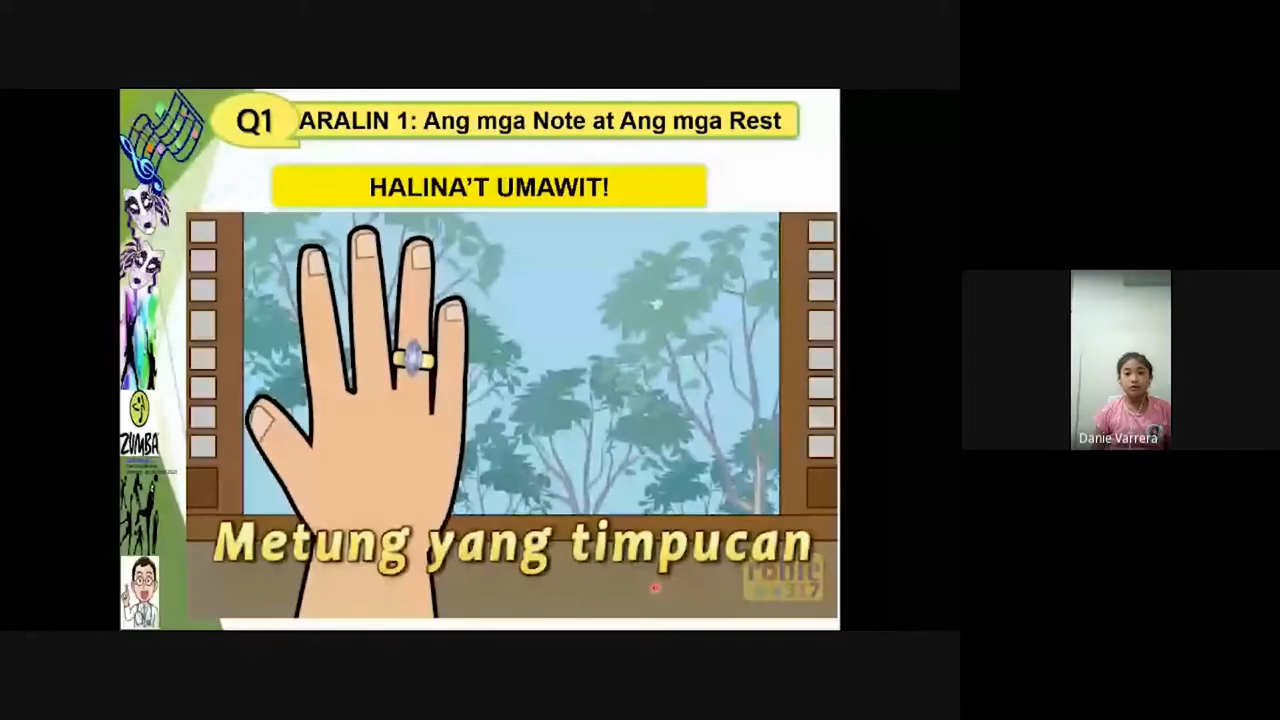 Q1
ARALIN 1: Ang mga Note at Ang mga Rest
HALINA'T UMAWIT!
ZUMBA
Metung yang timpucan
Danie Varrera